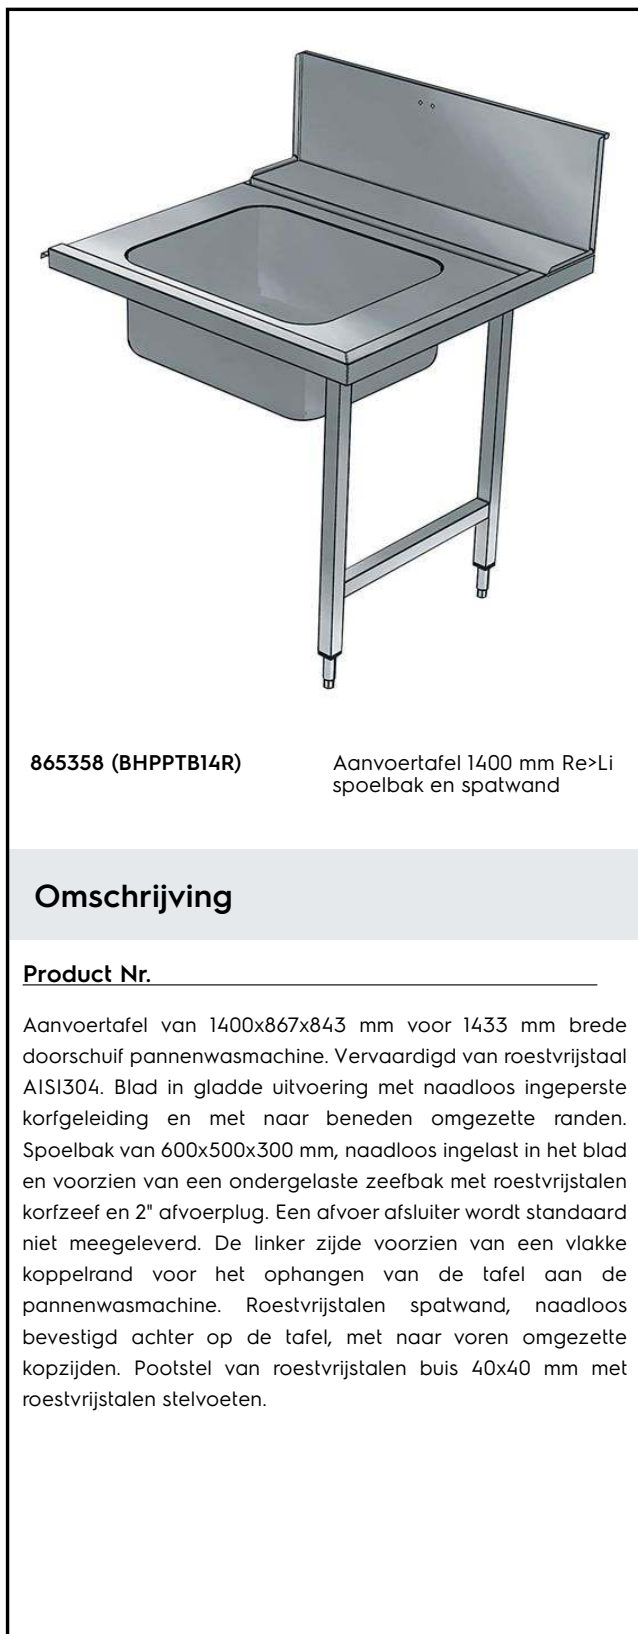 865358 (BHPPTB14R)
Aanvoertafel 1400 mm Re>Li
spoelbak en spatwand
Omschrijving
Product Nr.
Aanvoertafel van 1400x867x843 mm voor 1433 mm brede
doorschuif pannenwasmachine. Vervaardigd van roestvrijstaal
AISI304. Blad in gladde uitvoering met naadloos ingeperste
korfgeleiding en met naar beneden omgezette randen.
Spoelbak van 600x500x300 mm, naadloos ingelast in het blad
en voorzien van een ondergelaste zeefbak met roestvrijstalen
korfzeef en 2" afvoerplug. Een afvoer afsluiter wordt standaard
niet meegeleverd. De linker zijde voorzien van een vlakke
koppelrand voor het ophangen van de tafel aan de
pannenwasmachine. Roestvrijstalen spatwand, naadloos
bevestigd achter op de tafel, met naar voren omgezette
kopzijden. Pootstel van roestvrijstalen buis 40x40 mm met
roestvrijstalen stelvoeten.